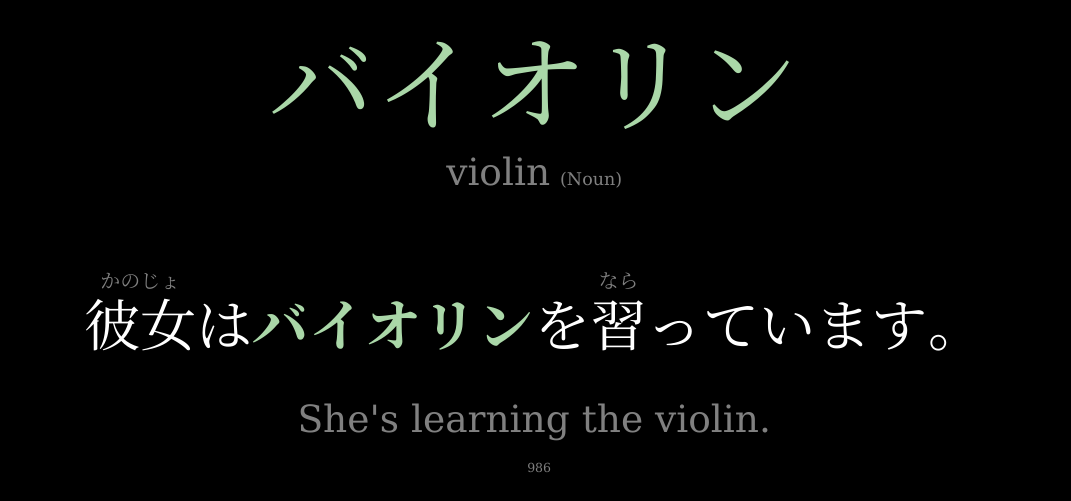 バイオリン
violin (Noun)
かのじょ なら
彼女はバイオリンを習っています。
She's learning the violin.
986